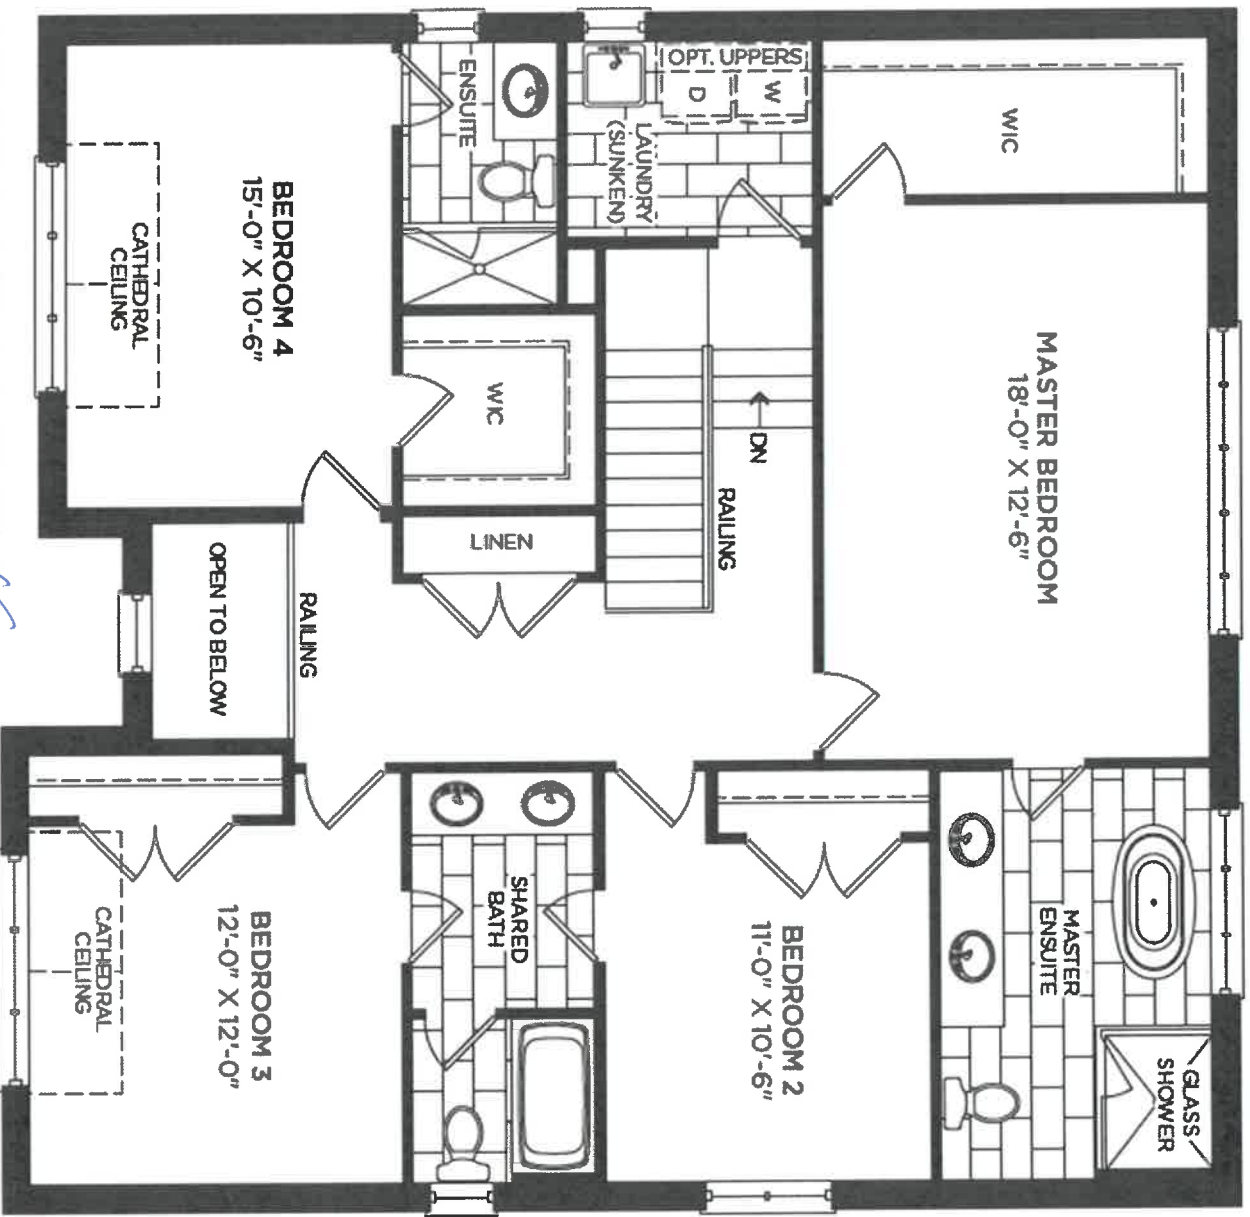 ENSUITE
OPT. UPPERS
D
W
LAUNDRY
(SUNKEN)
WIC
BEDROOM 4
15'-0" X 10'-6"
CATHEDRAL
CEILING
WIC
MASTER BEDROOM
18'-0" X 12'-6"
DN
RAILING
LINEN
OPEN TO BELOW
RAILING
BEDROOM 3
12'-0" X 12'-0"
CATHEDRAL
CEILING
SHARED
BATH
BEDROOM 2
11'-0" X 10'-6"
MASTER
ENSUITE
GLASS
SHOWER